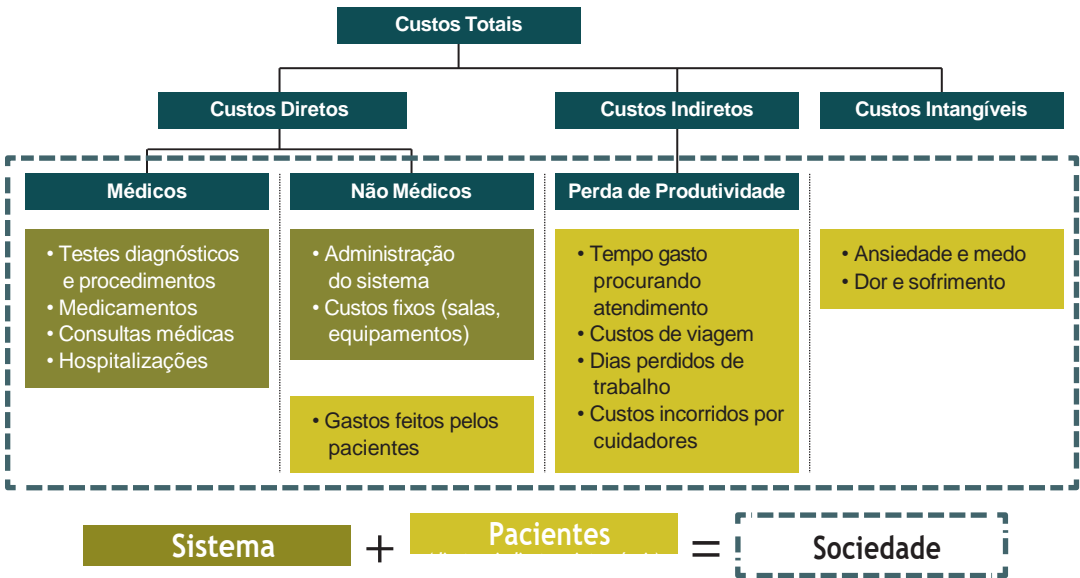 Custos Totais
Custos Diretos
Custos Indiretos
Custos Intangíveis
Médicos
Não Médicos
Perda de Produtividade
• Testes diagnósticos
e procedimentos
• Medicamentos
• Consultas médicas
• Hospitalizações
• Administração
do sistema
• Custos fixos (salas,
equipamentos)
• Gastos feitos pelos
pacientes
• Tempo gasto
procurando
atendimento
• Custos de viagem
• Dias perdidos de
trabalho
• Custos incorridos por
cuidadores
• Ansiedade e medo
• Dor e sofrimento
Sistema + Pacientes = Sociedade